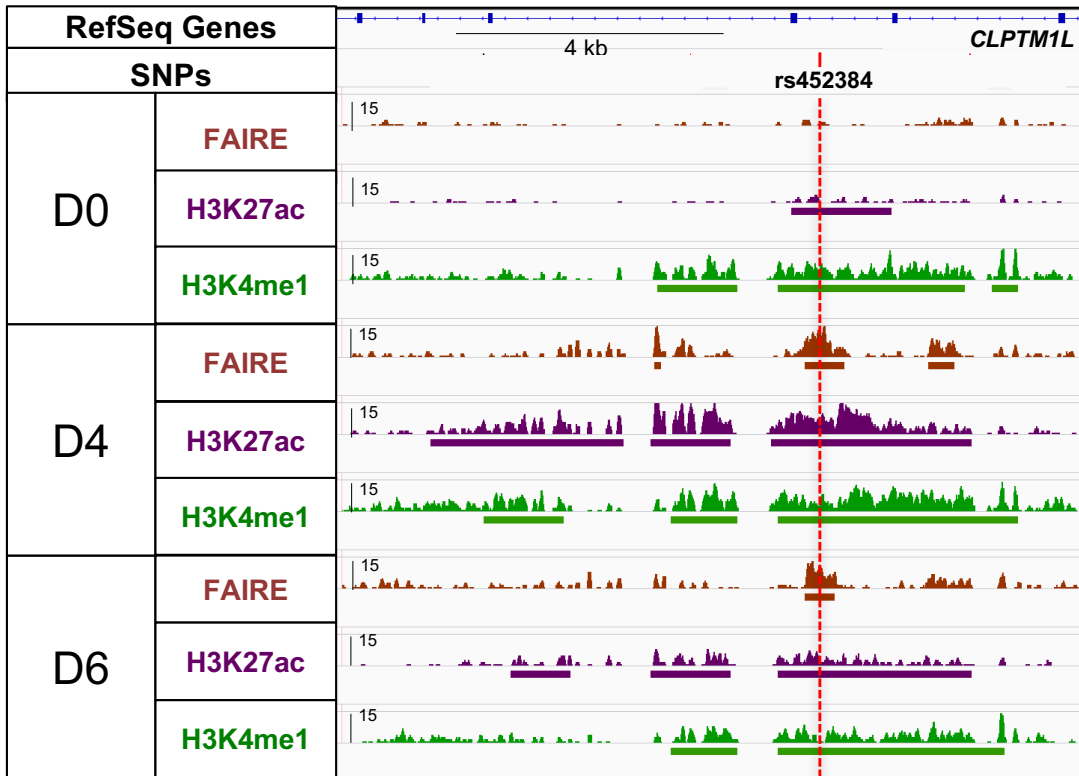 RefSeq Genes
4 kb
CLPTM1L
SNPs
rs452384
D0
FAIRE
15
H3K27ac
15
H3K4me1
15
D4
FAIRE
15
H3K27ac
15
H3K4me1
15
D6
FAIRE
15
H3K27ac
15
H3K4me1
15